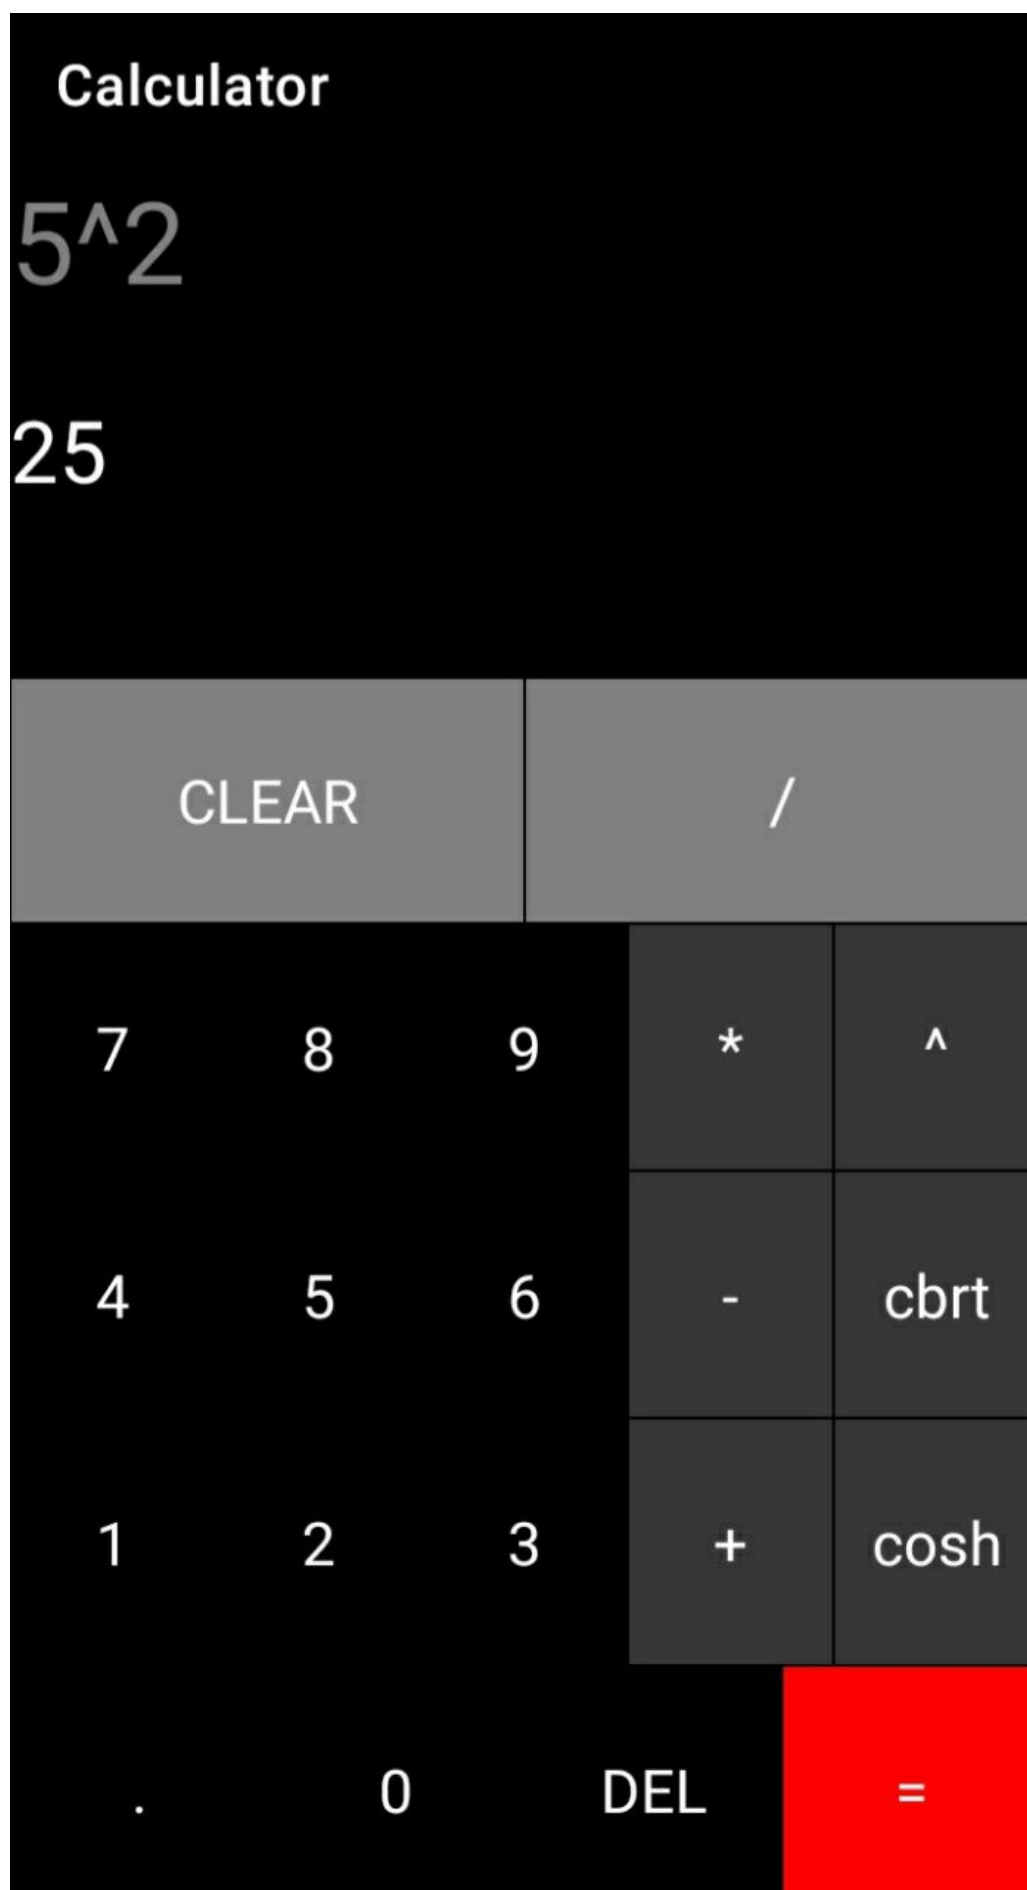 Calculator
5^2
25
CLEAR /
7 8 9 * ^
4 5 6 - cbrt
1 2 3 + cosh
. 0 DEL =